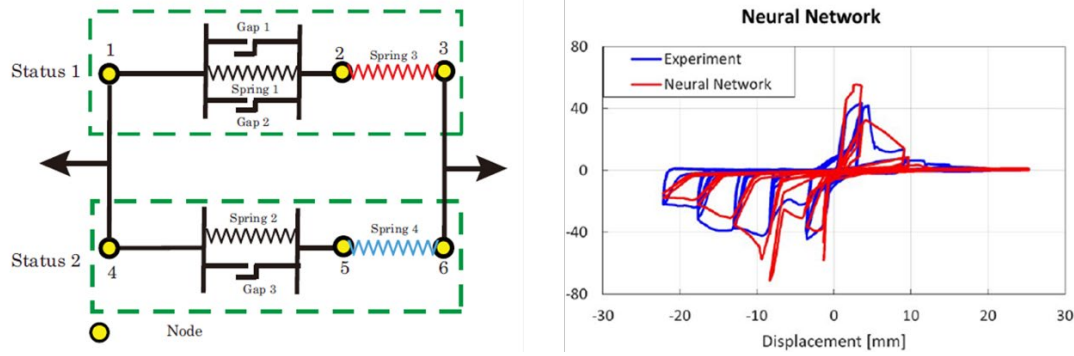 Gap 1
1
2
Spring 3
3
Status 1
Spring 1
Gap 2
Spring 2
Spring 4
Status 2
4
Gap 3
5
6
Node
Neural Network
80
Experiment
Neural Network
40
0
-40
-80
-30
-20
-10
0
10
20
30
Displacement [mm]